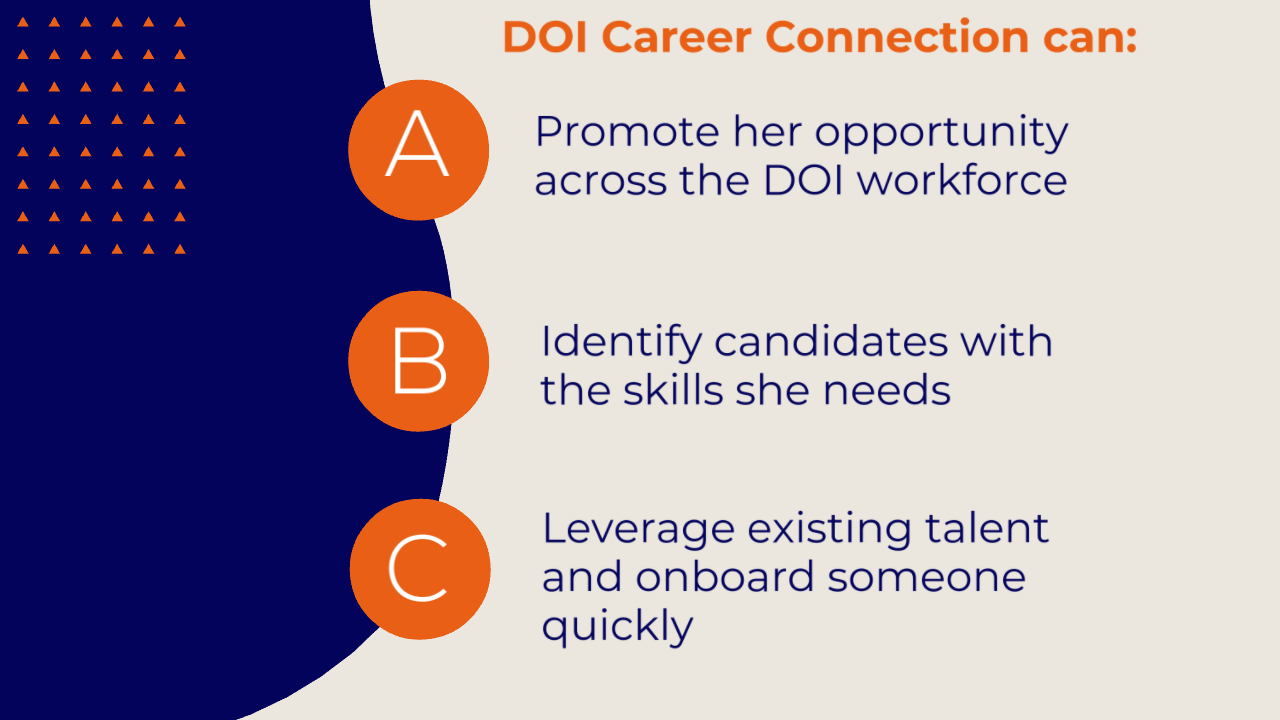 DOI Career Connection can:
A
Promote her opportunity
across the DOI workforce
B
Identify candidates with
the skills she needs
C
Leverage existing talent
and onboard someone
quickly